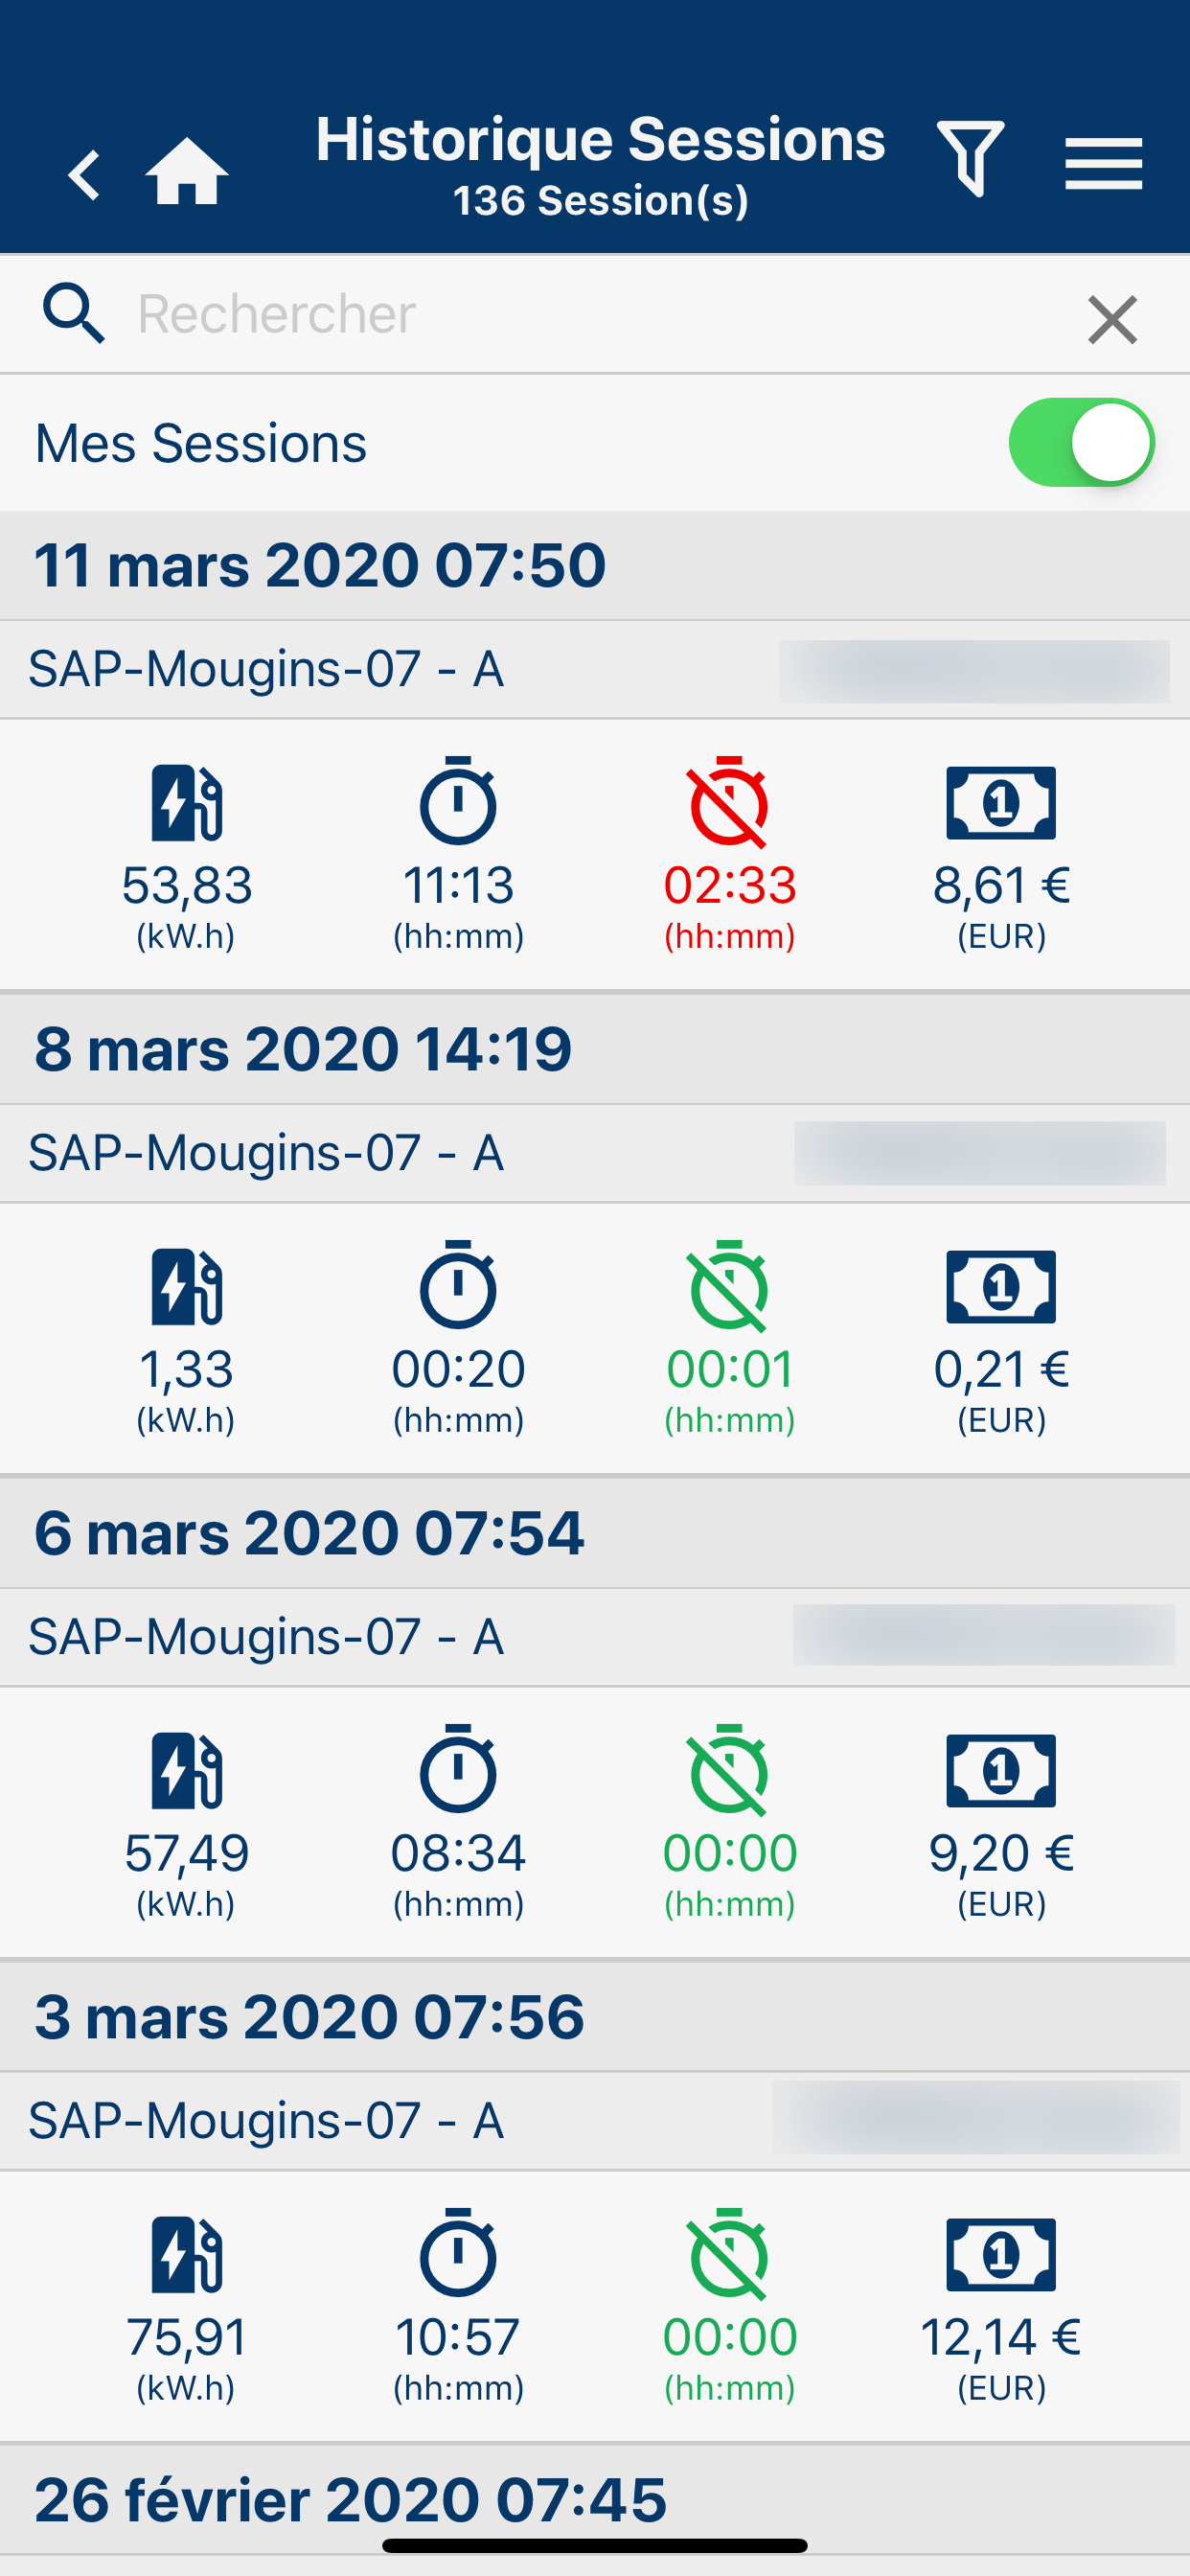 Historique Sessions
136 Session(s)
Rechercher
Mes Sessions
11 mars 2020 07:50
SAP-Mougins-07 - A
53,83 11:13 02:33 8,61 €
(kW.h) (hh:mm) (hh:mm) (EUR)
8 mars 2020 14:19
SAP-Mougins-07 - A
1,33 00:20 00:01 0,21 €
(kW.h) (hh:mm) (hh:mm) (EUR)
6 mars 2020 07:54
SAP-Mougins-07 - A
57,49 08:34 00:00 9,20 €
(kW.h) (hh:mm) (hh:mm) (EUR)
3 mars 2020 07:56
SAP-Mougins-07 - A
75,91 10:57 00:00 12,14 €
(kW.h) (hh:mm) (hh:mm) (EUR)
26 février 2020 07:45